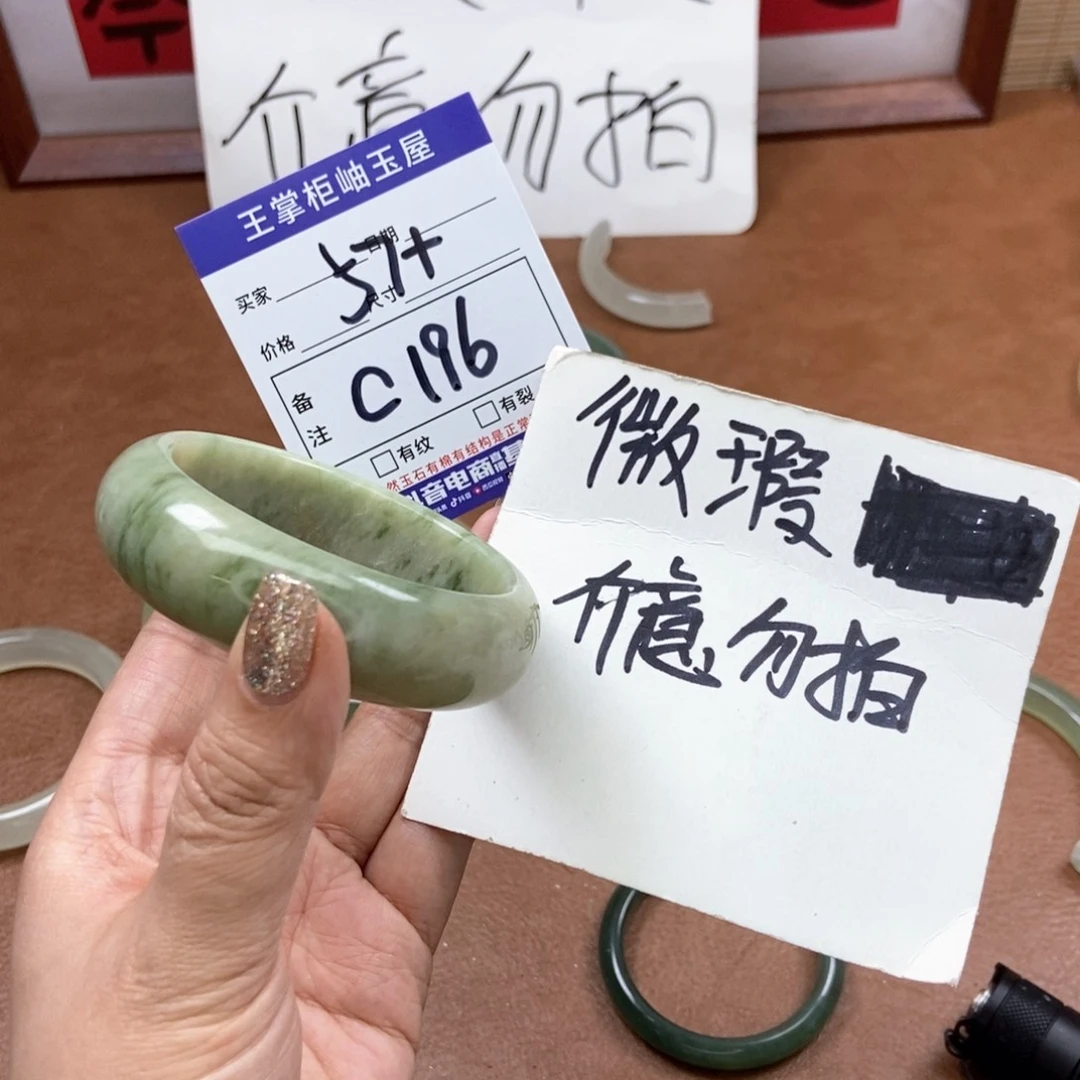 介意勿拍
王掌柜岫玉屋
日期
57+
买家
尺寸
价格
C196
备注
有裂
有纹
然玉石有棉有结构是正常
音电商
抖音
微瑕
介意勿拍